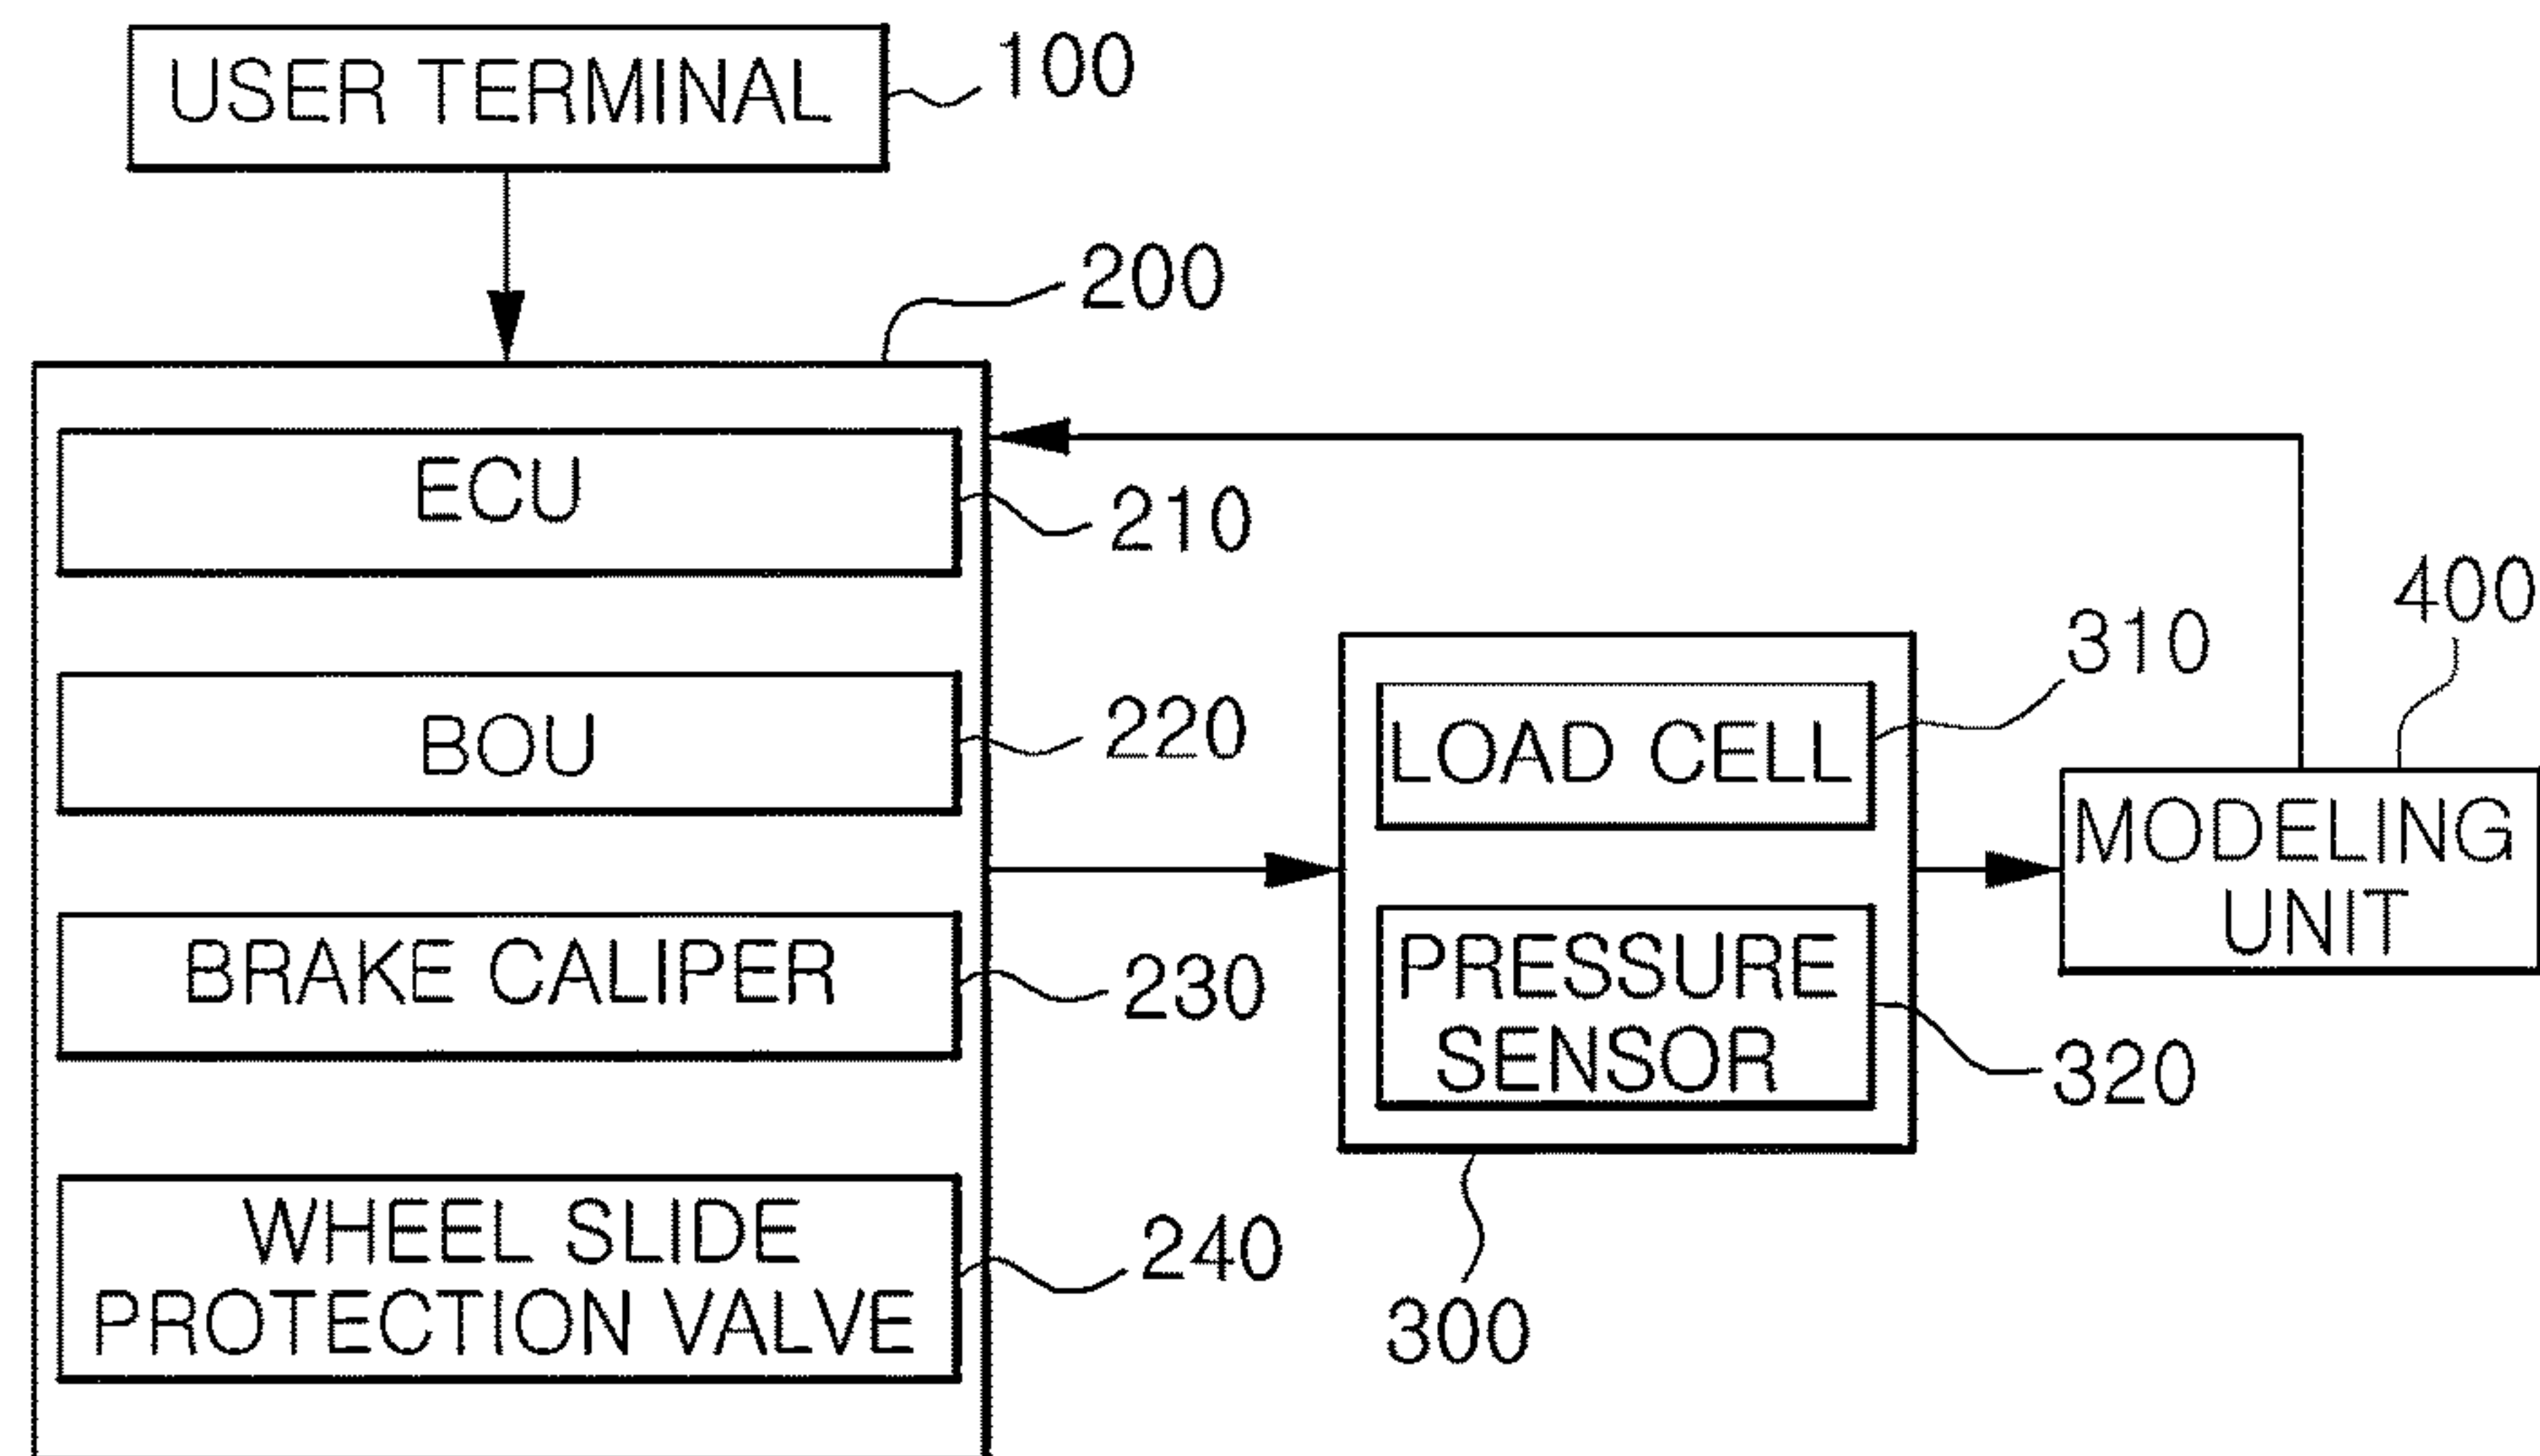 USER TERMINAL
100
200
ECU
210
BOU
220
BRAKE CALIPER
230
WHEEL SLIDE
PROTECTION VALVE
240
LOAD CELL
310
PRESSURE
SENSOR
320
300
MODELING
UNIT
400